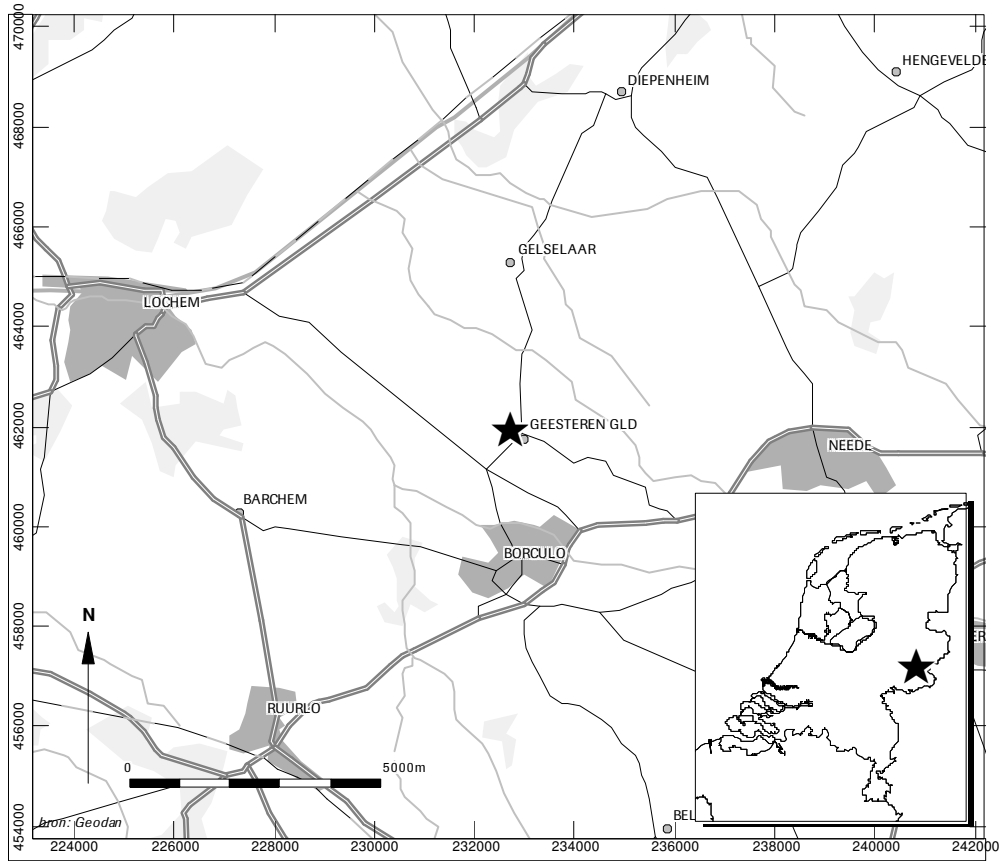 470000
HENGEVELDE
DIEPENHEIM
468000
466000
GELSELAAR
LOCHEM
464000
GEESTEREN GLD
462000
NEEDE
BARCHEM
460000
BORCULO
458000
N
RUURLO
456000
0 5000m
BEL
bron: Geodan
454000
224000 226000 228000 230000 232000 234000 236000 238000 240000 242000